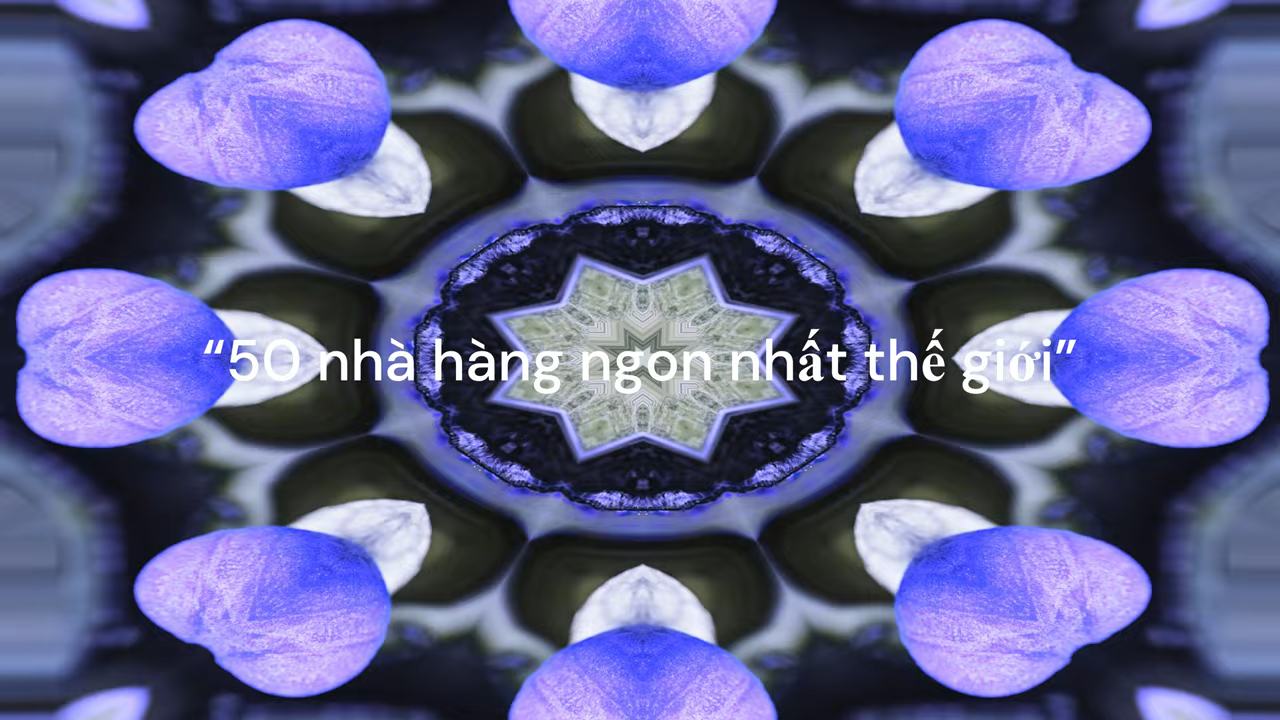 “50 nhà hàng ngon nhất thế giới”